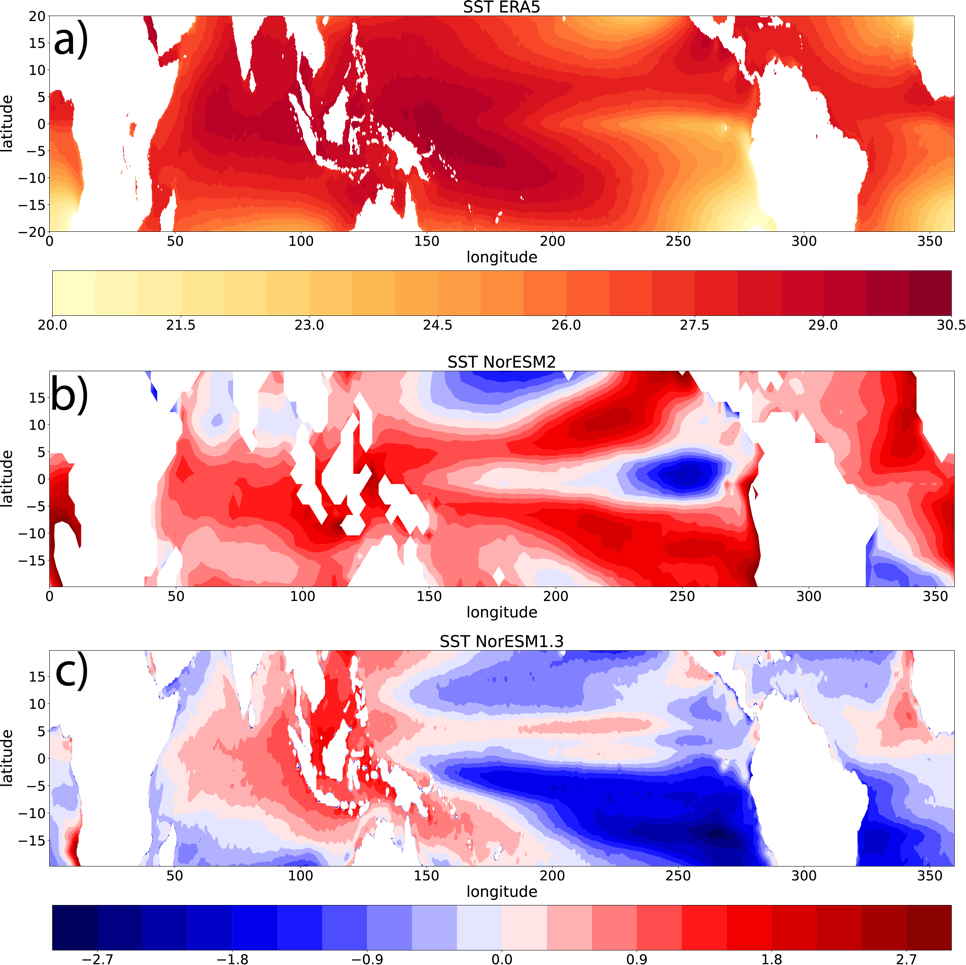 SST ERA5
a)
20
15
10
5
0
−5
−10
−15
−20
latitude
0 50 100 150 200 250 300 350
longitude
20.0 21.5 23.0 24.5 26.0 27.5 29.0 30.5
SST NorESM2
b)
15
10
5
0
−5
−10
−15
latitude
0 50 100 150 200 250 300 350
longitude
SST NorESM1.3
c)
15
10
5
0
−5
−10
−15
latitude
50 100 150 200 250 300 350
longitude
−2.7 −1.8 −0.9 0.0 0.9 1.8 2.7